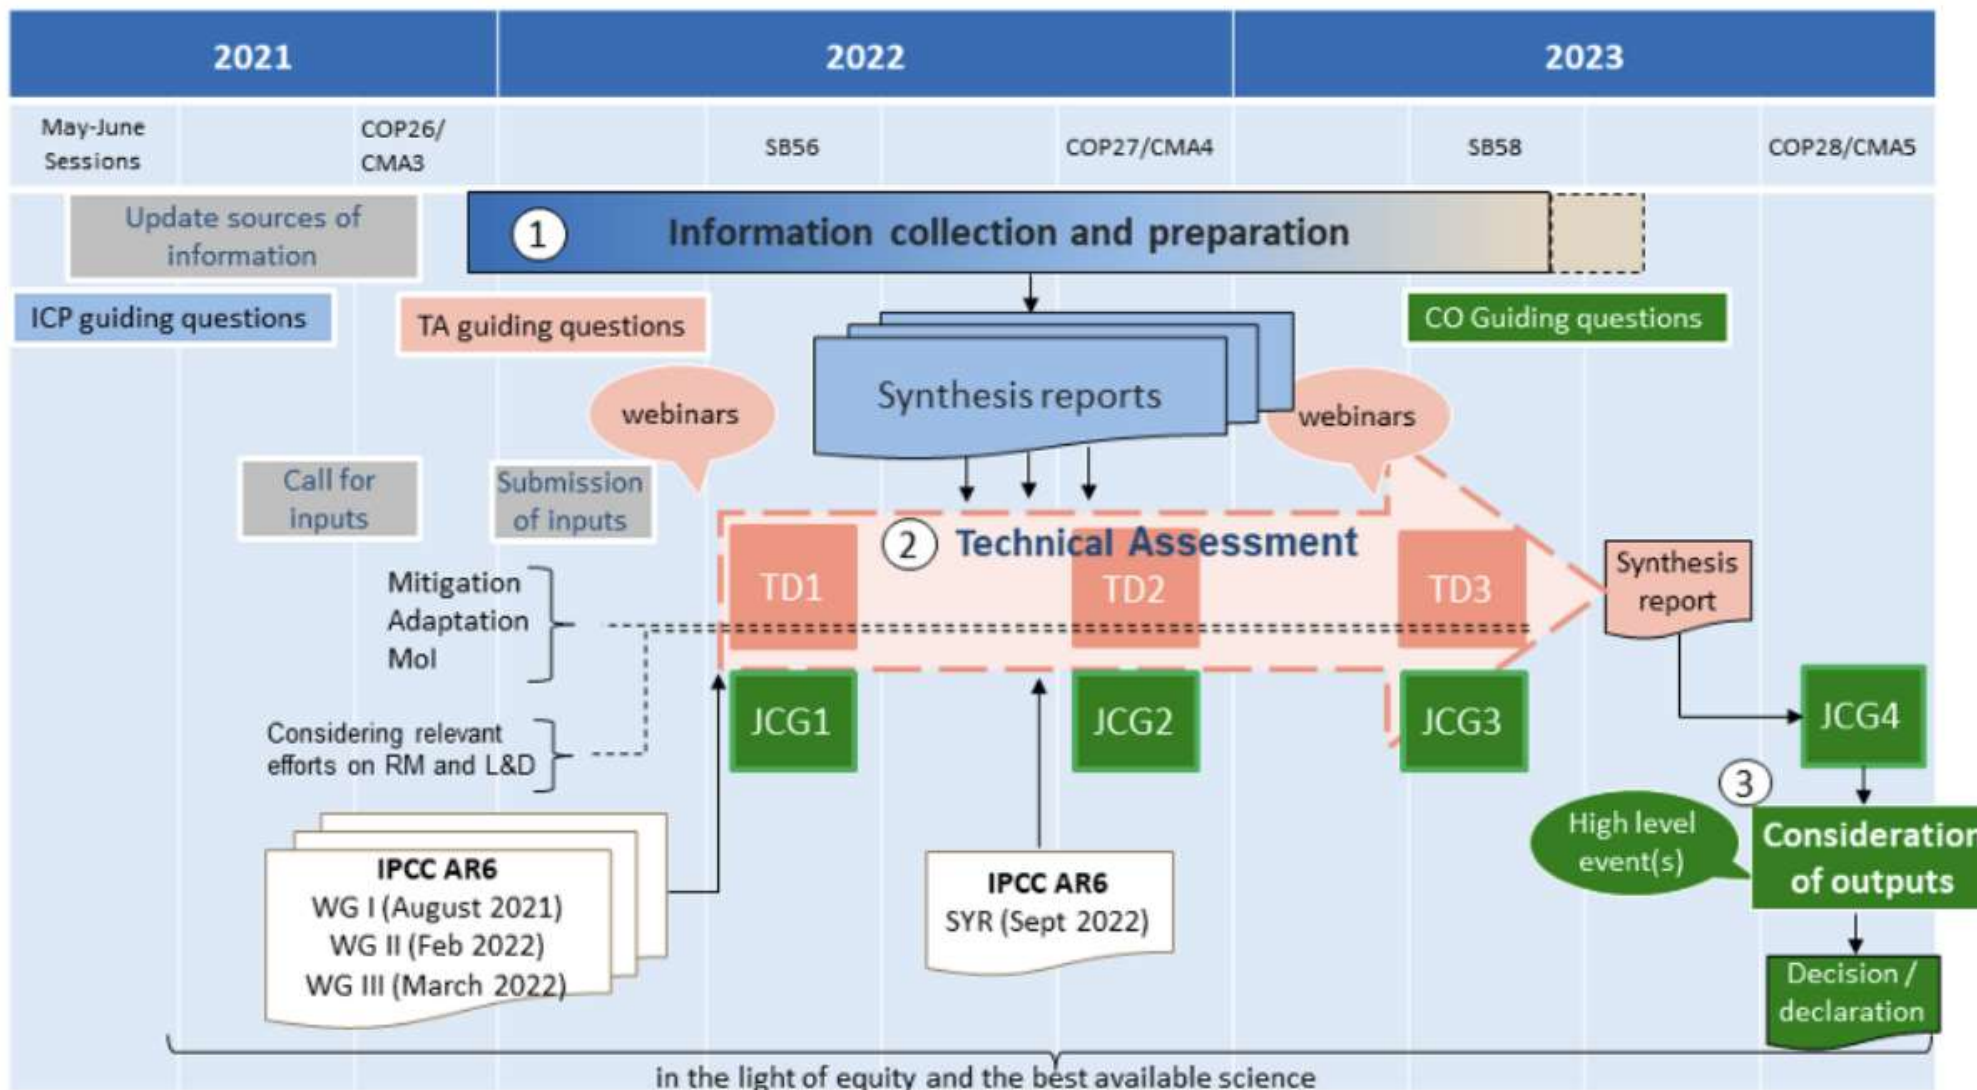 2021
2022
2023
May-June
Sessions
COP26/
CMA3
SB56
COP27/CMA4
SB58
COP28/CMA5
Update sources of
information
1
Information collection and preparation
ICP guiding questions
TA guiding questions
CO Guiding questions
webinars
Synthesis reports
webinars
Call for
inputs
Submission
of inputs
2
Technical Assessment
TD1
TD2
TD3
Synthesis
report
Mitigation
Adaptation
MoI
JCG1
JCG2
JCG3
JCG4
Considering relevant
efforts on RM and L&D
3
High level
event(s)
Consideration
of outputs
IPCC AR6
WG I (August 2021)
WG II (Feb 2022)
WG III (March 2022)
IPCC AR6
SYR (Sept 2022)
Decision /
declaration
in the light of equity and the best available science